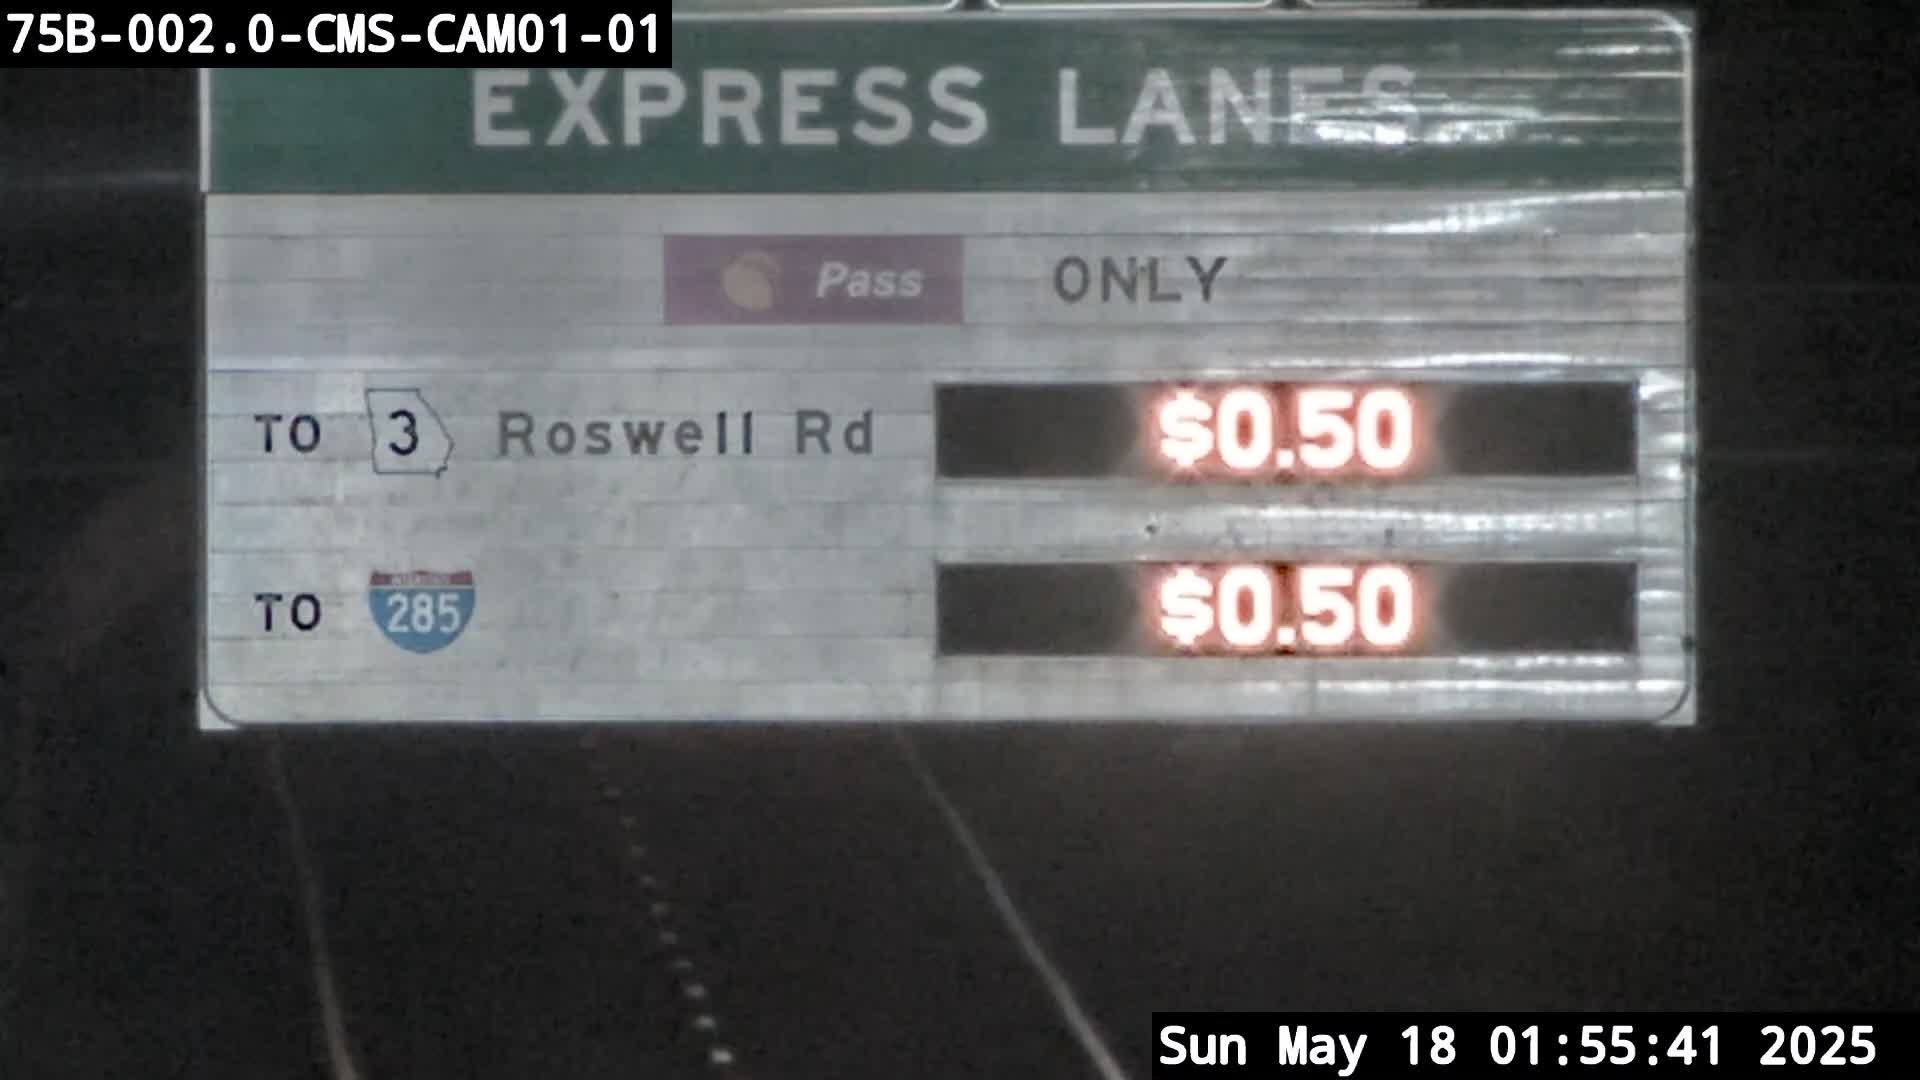 75B-002.0-CMS-CAM01-01
EXPRESS LANES
Pass ONLY
TO 3 Roswell Rd $0.50
TO 285 $0.50
Sun May 18 01:55:41 2025